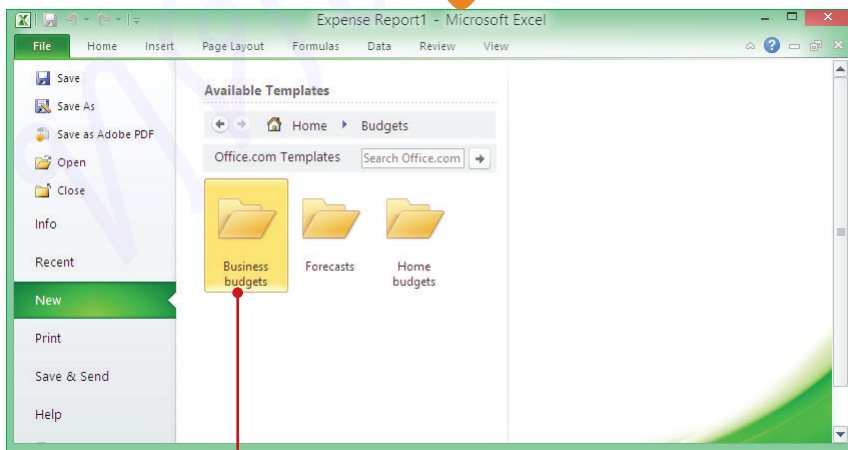 Expense Report1 - Microsoft Excel
File Home Insert Page Layout Formulas Data Review View
Save
Save As
Save as Adobe PDF
Open
Close
Info
Recent
New
Print
Save & Send
Help
Available Templates
Home Budgets
Office.com Templates Search Office.com
Business budgets
Forecasts
Home budgets